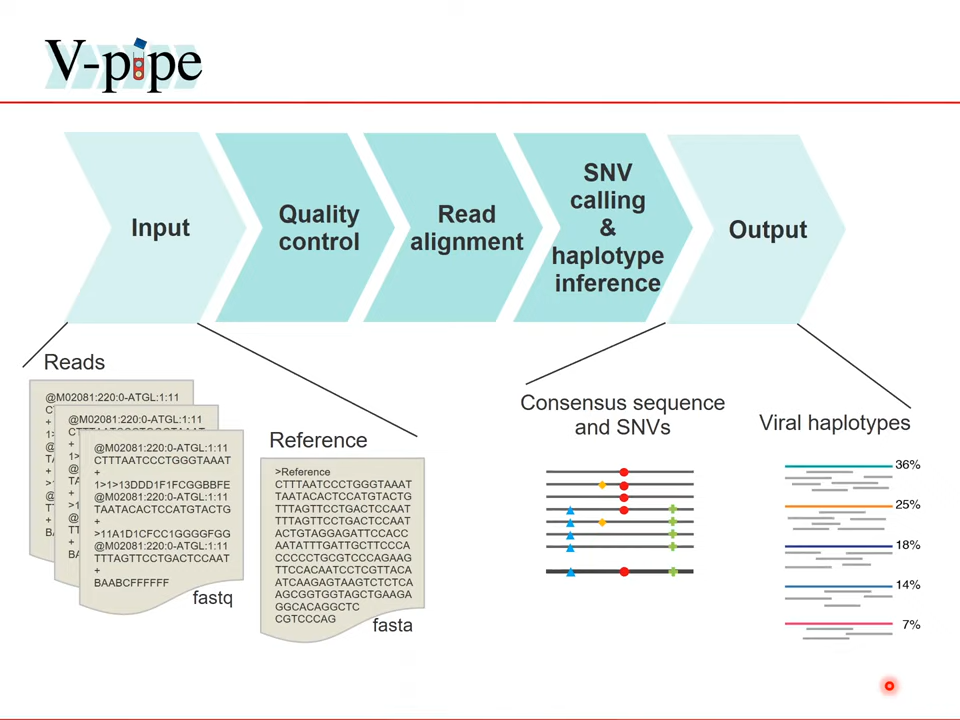 V-pipe
Input
Quality
control
Read
alignment
SNV
calling
&
haplotype
inference
Output
Reads
@M02081:220:0-ATGL:1:11
@M02081:220:0-ATGL:1:11
@M02081:220:0-ATGL:1:11
CTTTAATCCCTGGGTAAAT
+
1>1>13DDD1F1FCGGBBFE
@M02081:220:0-ATGL:1:11
TAATACACTCCATGTACTG
+
>11A1D1CFCC1GGGGFGG
@M02081:220:0-ATGL:1:11
TTTAGTTCCTGACTCCAAT
+
BAABCFFFFFF
fastq
Reference
>Reference
CTTTAATCCCTGGGTAAAT
TAATACACTCCATGTACTG
TTTAGTTCCTGACTCCAAT
TTTAGTTCCTGACTCCAAT
ACTGTAGGAGATTCCACC
AATATTTGATTGCTTCCCA
CCCCCTGCGTCCCAGAAG
TTCCACAATCCTCGTTACA
ATCAAGAGTAAGTCTCTCA
AGCGGTGGTAGCTGAAGA
GGCACAGGCTC
CGTCCCAG
fasta
Consensus sequence
and SNVs
Viral haplotypes
36%
25%
18%
14%
7%